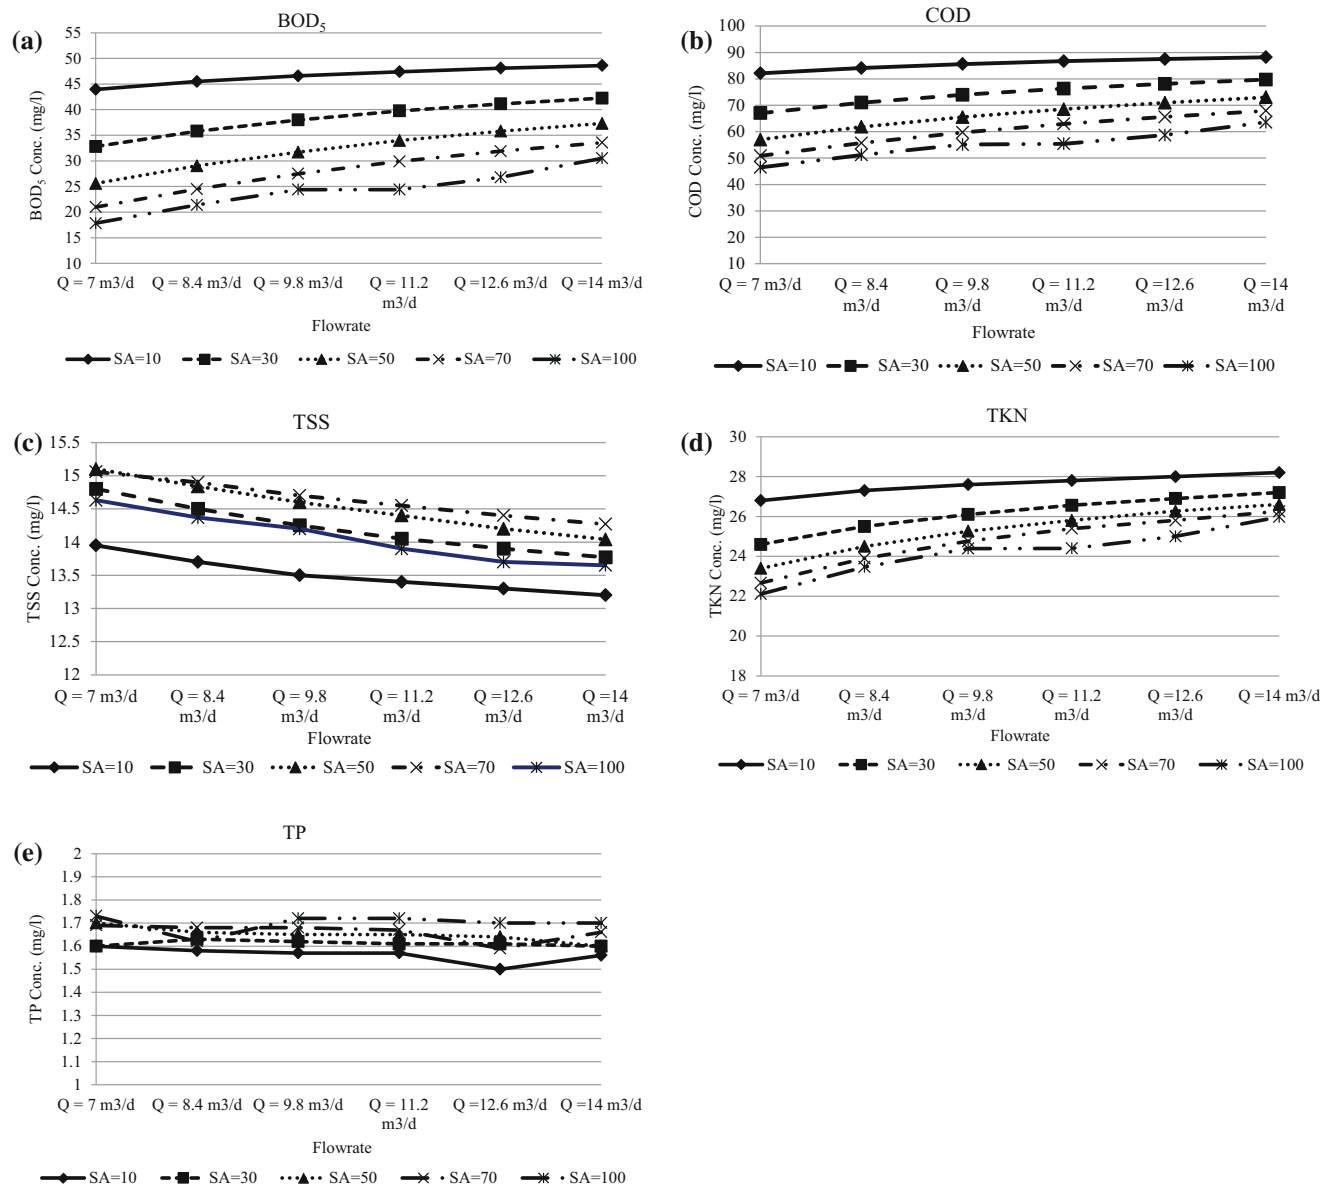 (a)
BOD5
55
50
45
40
35
30
25
20
15
10
BOD5 Conc. (mg/l)
Q = 7 m3/d Q = 8.4 m3/d Q = 9.8 m3/d Q = 11.2 m3/d Q =12.6 m3/d Q =14 m3/d
Flowrate
SA=10 SA=30 SA=50 SA=70 SA=100
(b)
COD
100
90
80
70
60
50
40
30
20
10
COD Conc. (mg/l)
Q = 7 m3/d Q = 8.4 Q = 9.8 Q = 11.2 Q =12.6 Q =14
m3/d m3/d m3/d m3/d m3/d
Flowrate
SA=10 SA=30 SA=50 SA=70 SA=100
(c)
TSS
15.5
15
14.5
14
13.5
13
12.5
12
TSS Conc. (mg/l)
Q = 7 m3/d Q = 8.4 Q = 9.8 Q = 11.2 Q =12.6 Q =14
m3/d m3/d m3/d m3/d m3/d
Flowrate
SA=10 SA=30 SA=50 SA=70 SA=100
(d)
TKN
30
28
26
24
22
20
18
TKN Conc. (mg/l)
Q = 7 m3/d Q = 8.4 Q = 9.8 Q = 11.2 Q =12.6 Q =14 m3/d
m3/d m3/d m3/d m3/d
Flowrate
SA=10 SA=30 SA=50 SA=70 SA=100
(e)
TP
2
1.9
1.8
1.7
1.6
1.5
1.4
1.3
1.2
1.1
1
TP Conc. (mg/l)
Q = 7 m3/d Q = 8.4 m3/d Q = 9.8 m3/d Q = 11.2 Q =12.6 m3/d Q =14 m3/d
m3/d
Flowrate
SA=10 SA=30 SA=50 SA=70 SA=100